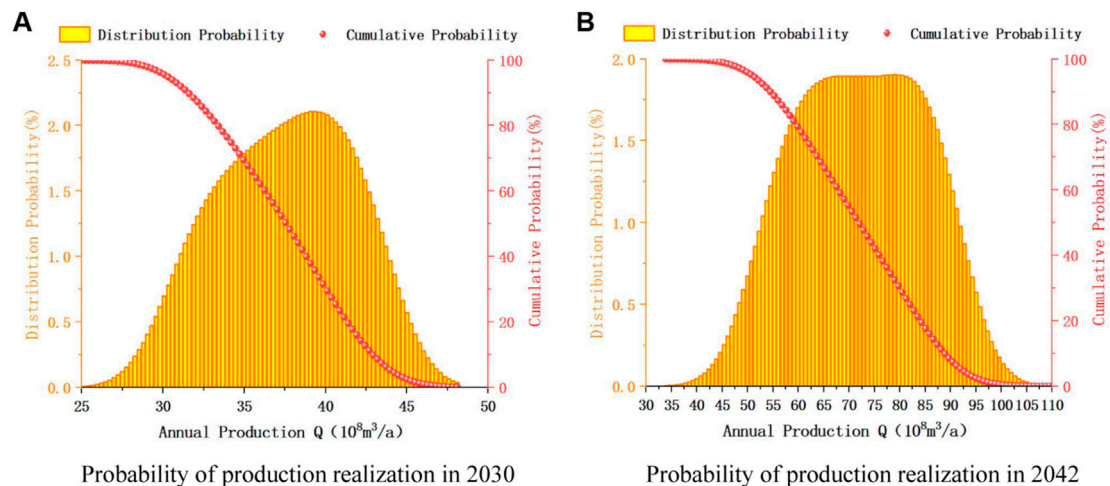 A
Distribution Probability
Cumulative Probability
2.5
2.0
1.5
1.0
0.5
0.0
Distribution Probability(%)
100
80
60
40
20
0
Cumulative Probability(%)
25 30 35 40 45 50
Annual Production Q (10⁸m³/a)
Probability of production realization in 2030
B
Distribution Probability
Cumulative Probability
2.0
1.5
1.0
0.5
0.0
Distribution Probability(%)
100
80
60
40
20
0
Cumulative Probability(%)
30 35 40 45 50 55 60 65 70 75 80 85 90 95 100 105 110
Annual Production Q (10⁸m³/a)
Probability of production realization in 2042